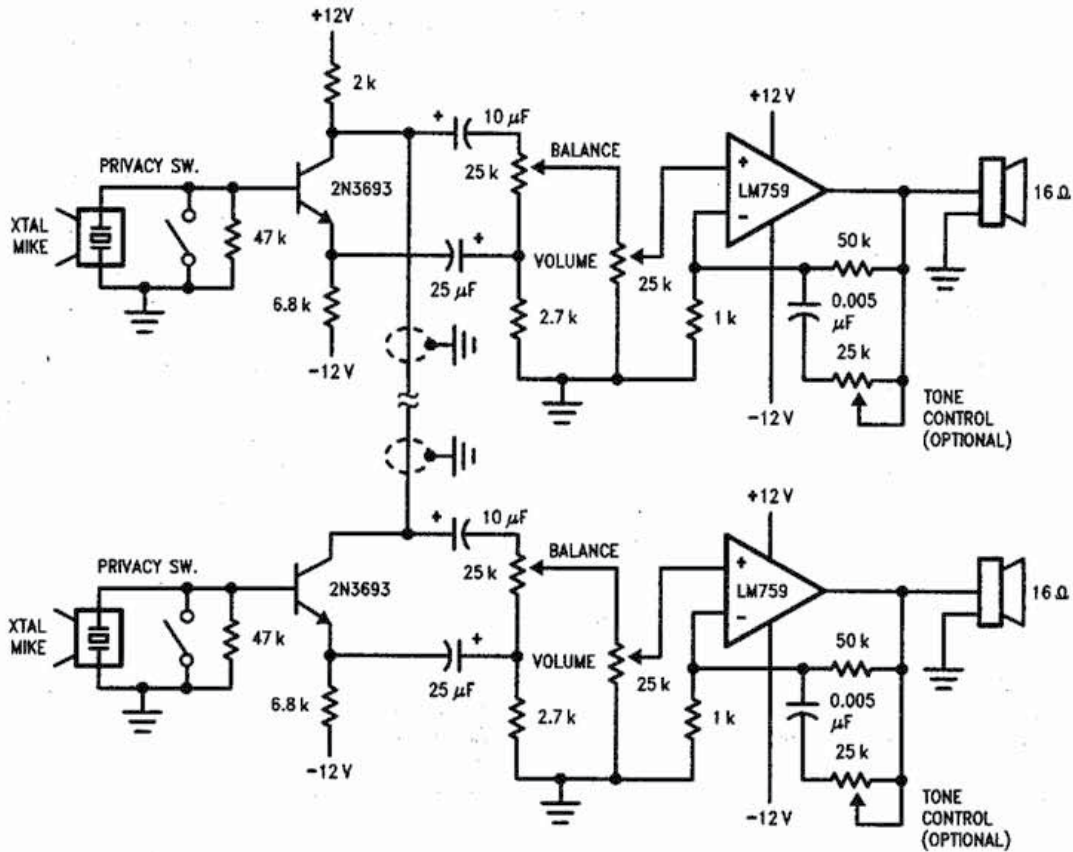 +12V
2 k
10 µF
+
PRIVACY SW.
2N3693
25 k
BALANCE
+12 V
+
LM759
−
16 Ω
XTAL
MIKE
47 k
+
25 µF
VOLUME
25 k
50 k
6.8 k
2.7 k
1 k
0.005
µF
25 k
−12 V
−12 V
TONE
CONTROL
(OPTIONAL)
+12 V
10 µF
+
PRIVACY SW.
2N3693
25 k
BALANCE
+
LM759
−
16 Ω
XTAL
MIKE
47 k
+
25 µF
VOLUME
25 k
50 k
6.8 k
2.7 k
1 k
0.005
µF
25 k
−12 V
−12 V
TONE
CONTROL
(OPTIONAL)